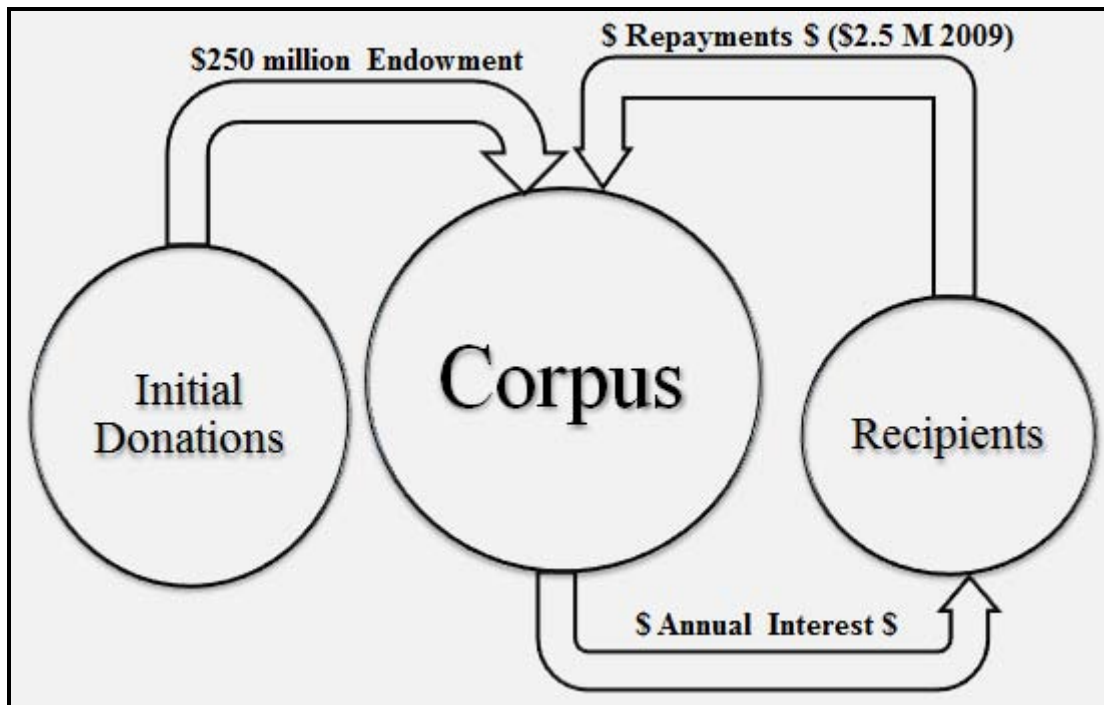 $250 million Endowment
$ Repayments $ ($2.5 M 2009)
Initial
Donations
Corpus
Recipients
$ Annual Interest $